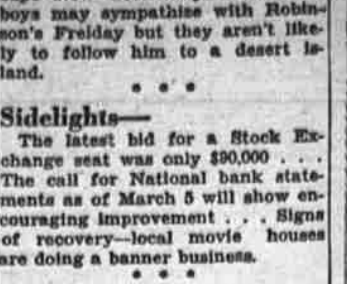 boys may sympathise with Robin-
son's Freiday but they aren't like-
ly to follow him to a desert is-
land.
* * *
Sidelights—
The latest bid for a Stock Ex-
change seat was only $90,000 . . .
The call for National bank state-
ments as of March 5 will show en-
couraging improvement . . . Signs
of recovery—local movie houses
are doing a banner business.
* * *